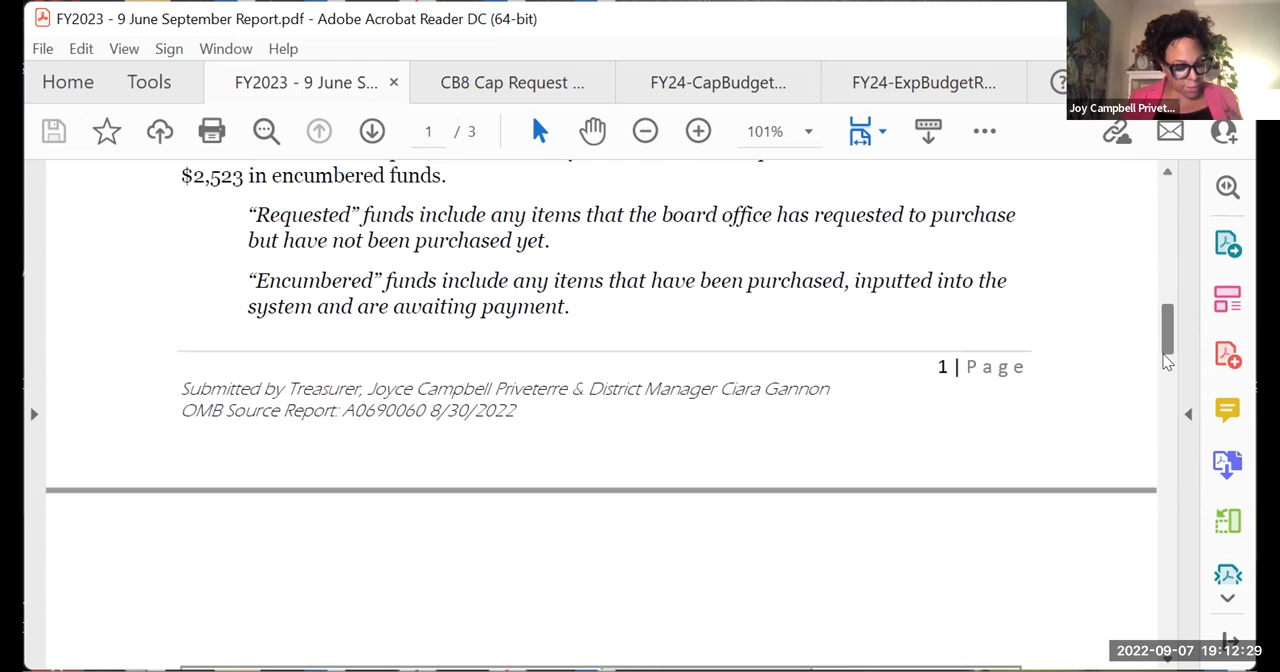 FY2023 - 9 June September Report.pdf - Adobe Acrobat Reader DC (64-bit)
File Edit View Sign Window Help
Home Tools FY2023 - 9 June S... × CB8 Cap Request ... FY24-CapBudget... FY24-ExpBudgetR...
Joy Campbell Privet...
1 / 3 101%
$2,523 in encumbered funds.
“Requested” funds include any items that the board office has requested to purchase
but have not been purchased yet.
“Encumbered” funds include any items that have been purchased, inputted into the
system and are awaiting payment.
1 | Page
Submitted by Treasurer, Joyce Campbell Priveterre & District Manager Ciara Gannon
OMB Source Report: A0690060 8/30/2022
2022-09-07 19:12:29